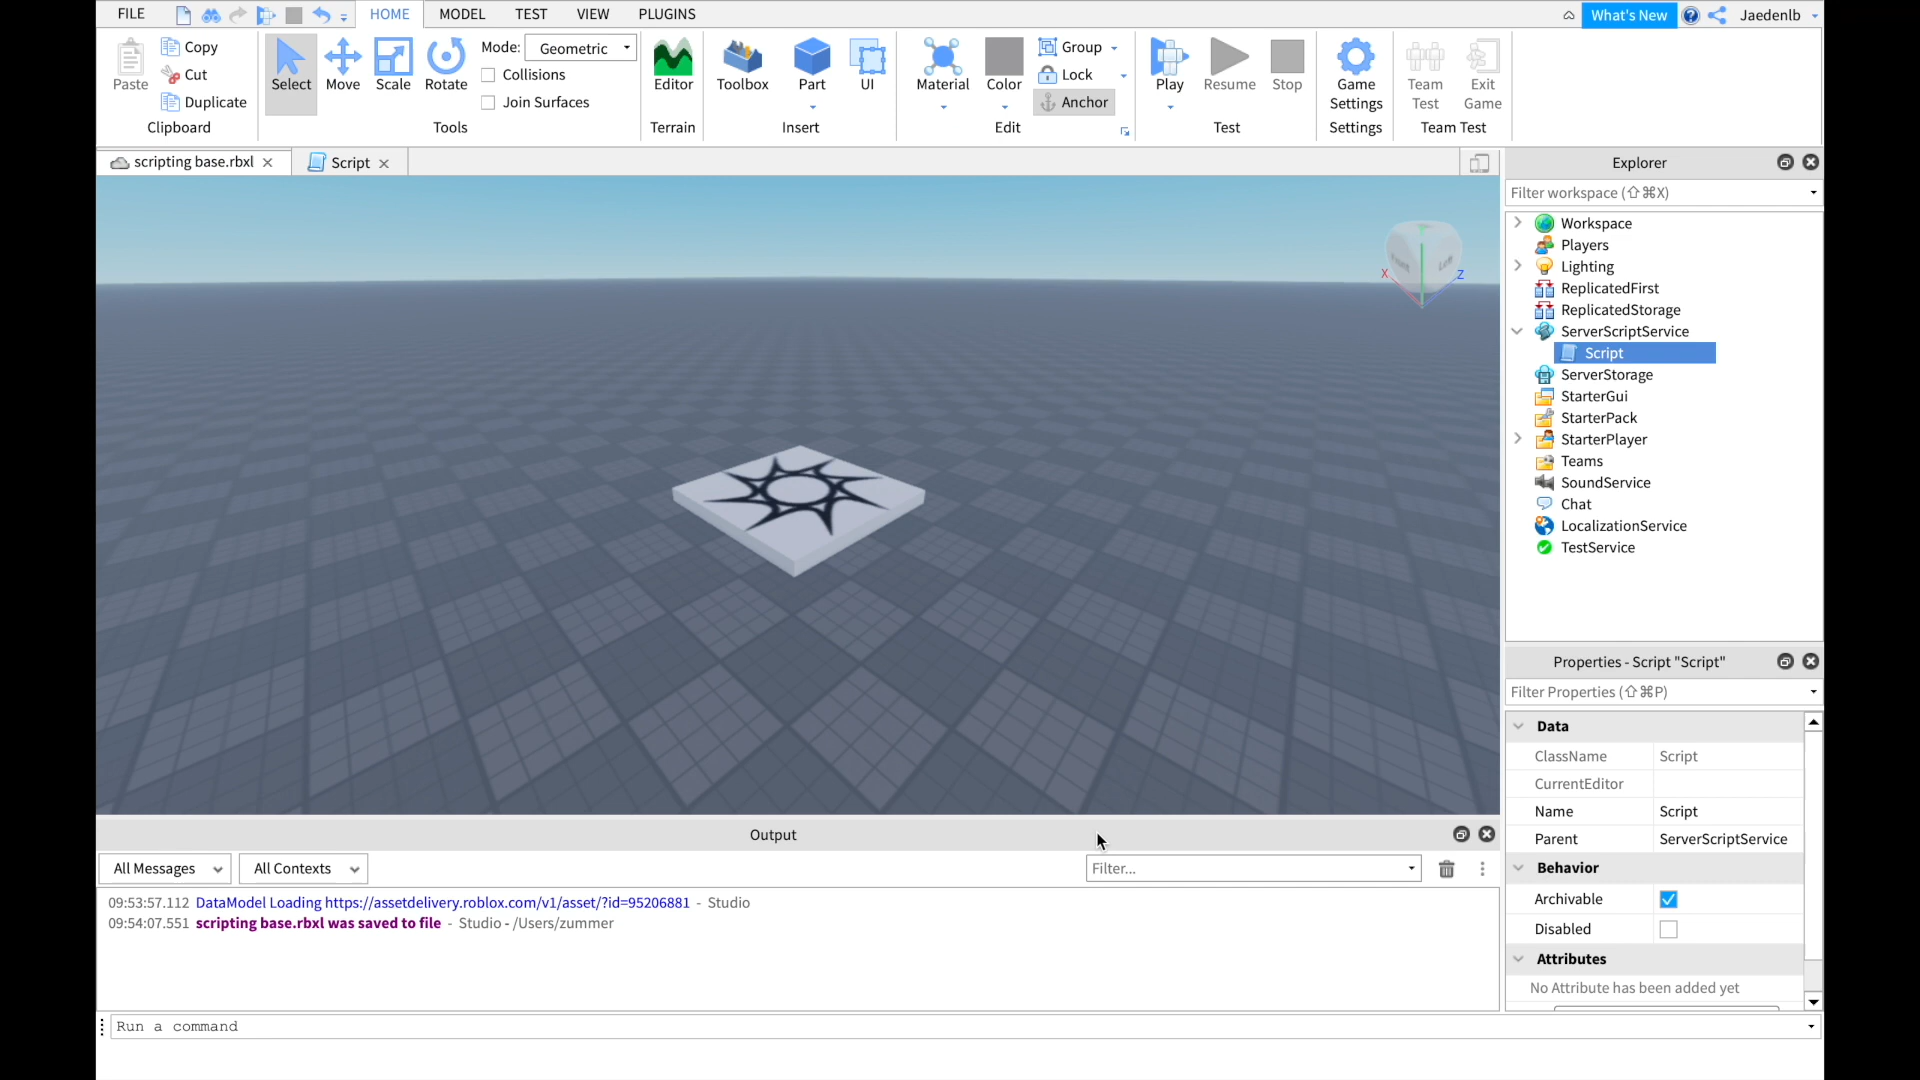 FILE HOME MODEL TEST VIEW PLUGINS What's New Jaedenlb
Paste Copy Cut Duplicate
Clipboard
Select Move Scale Rotate Mode: Geometric
Collisions
Join Surfaces
Tools
Editor
Terrain
Toolbox Part UI
Insert
Material Color Group Lock Anchor
Edit
Play Resume Stop
Test
Game Settings
Settings
Team Test Exit Game
Team Test
scripting base.rbxl Script
Front Left
X Z
Explorer
Filter workspace (⇧⌘X)
Workspace
Players
Lighting
ReplicatedFirst
ReplicatedStorage
ServerScriptService
Script
ServerStorage
StarterGui
StarterPack
StarterPlayer
Teams
SoundService
Chat
LocalizationService
TestService
Properties - Script "Script"
Filter Properties (⇧⌘P)
Data
ClassName Script
CurrentEditor
Name Script
Parent ServerScriptService
Behavior
Archivable
Disabled
Attributes
No Attribute has been added yet
Output
All Messages All Contexts Filter...
09:53:57.112 DataModel Loading https://assetdelivery.roblox.com/v1/asset/?id=95206881 - Studio
09:54:07.551 scripting base.rbxl was saved to file - Studio - /Users/zummer
Run a command